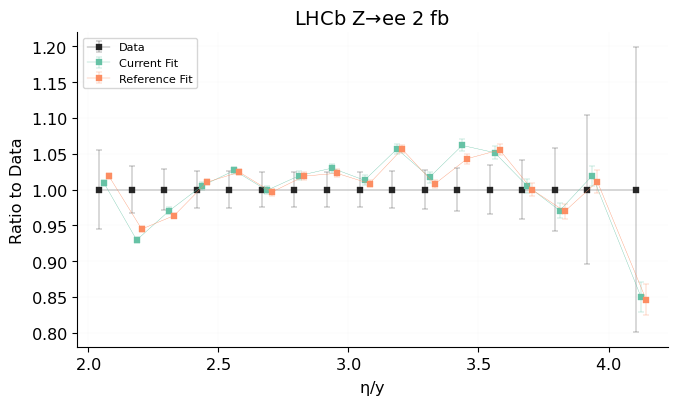 LHCb Z→ee 2 fb
Data
Current Fit
Reference Fit
Ratio to Data
1.20
1.15
1.10
1.05
1.00
0.95
0.90
0.85
0.80
2.0 2.5 3.0 3.5 4.0
η/y